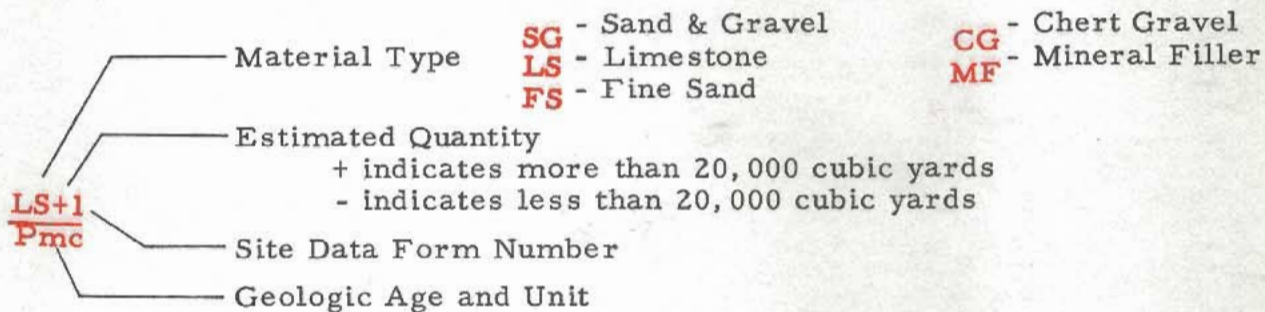 Material Type SG - Sand & Gravel CG - Chert Gravel
LS - Limestone MF - Mineral Filler
FS - Fine Sand
Estimated Quantity
+ indicates more than 20,000 cubic yards
- indicates less than 20,000 cubic yards
LS+1
Pmc
Site Data Form Number
Geologic Age and Unit